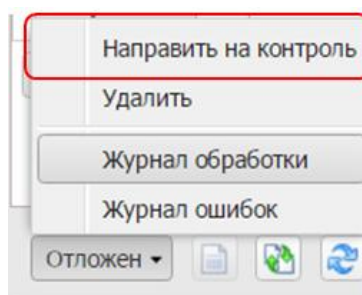 Направить на контроль
Удалить
Журнал обработки
Журнал ошибок
Отложен